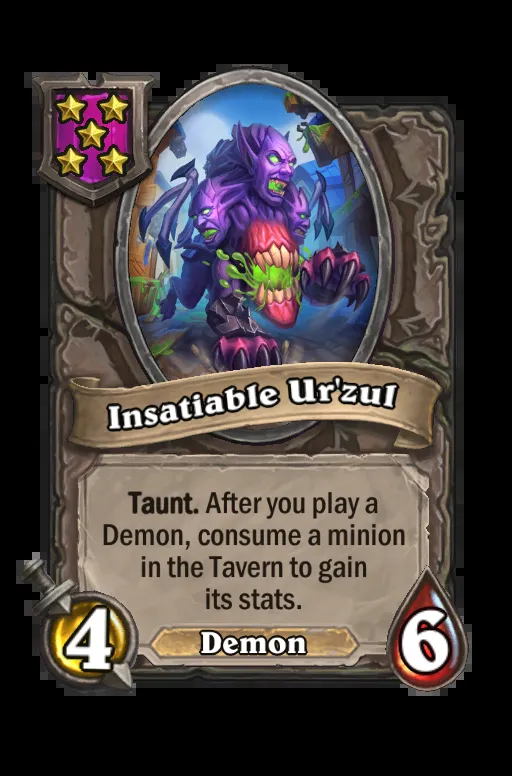 Insatiable Ur'zul
Taunt. After you play a
Demon, consume a minion
in the Tavern to gain
its stats.
4
Demon
6